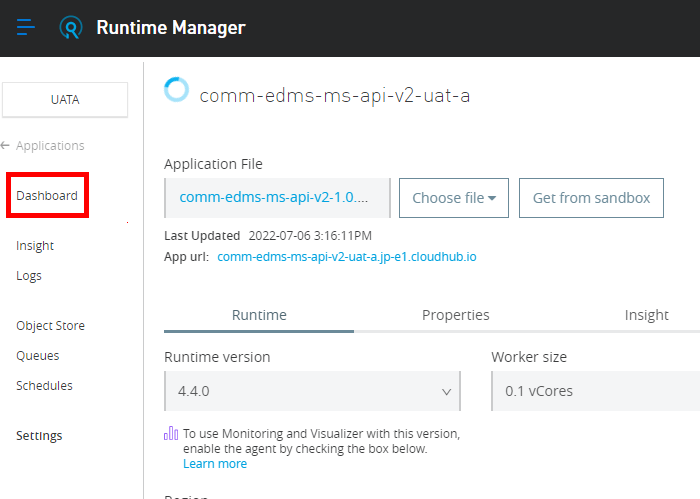 Runtime Manager
UATA
Applications
Dashboard
Insight
Logs
Object Store
Queues
Schedules
Settings
comm-edms-ms-api-v2-uat-a
Application File
comm-edms-ms-api-v2-1.0....
Choose file
Get from sandbox
Last Updated 2022-07-06 3:16:11PM
App url: comm-edms-ms-api-v2-uat-a.jp-e1.cloudhub.io
Runtime Properties Insight
Runtime version
4.4.0
Worker size
0.1 vCores
To use Monitoring and Visualizer with this version,
enable the agent by checking the box below.
Learn more
Region